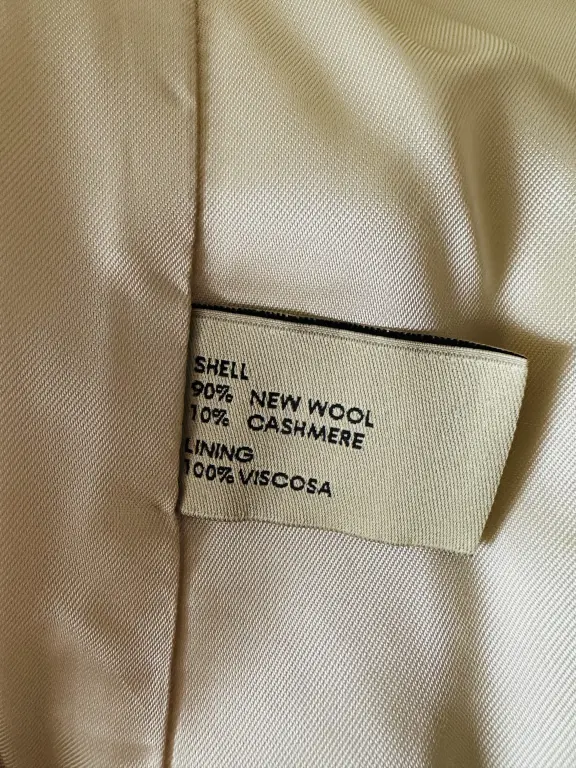 SHELL
90% NEW WOOL
10% CASHMERE
LINING
100% VISCOSA